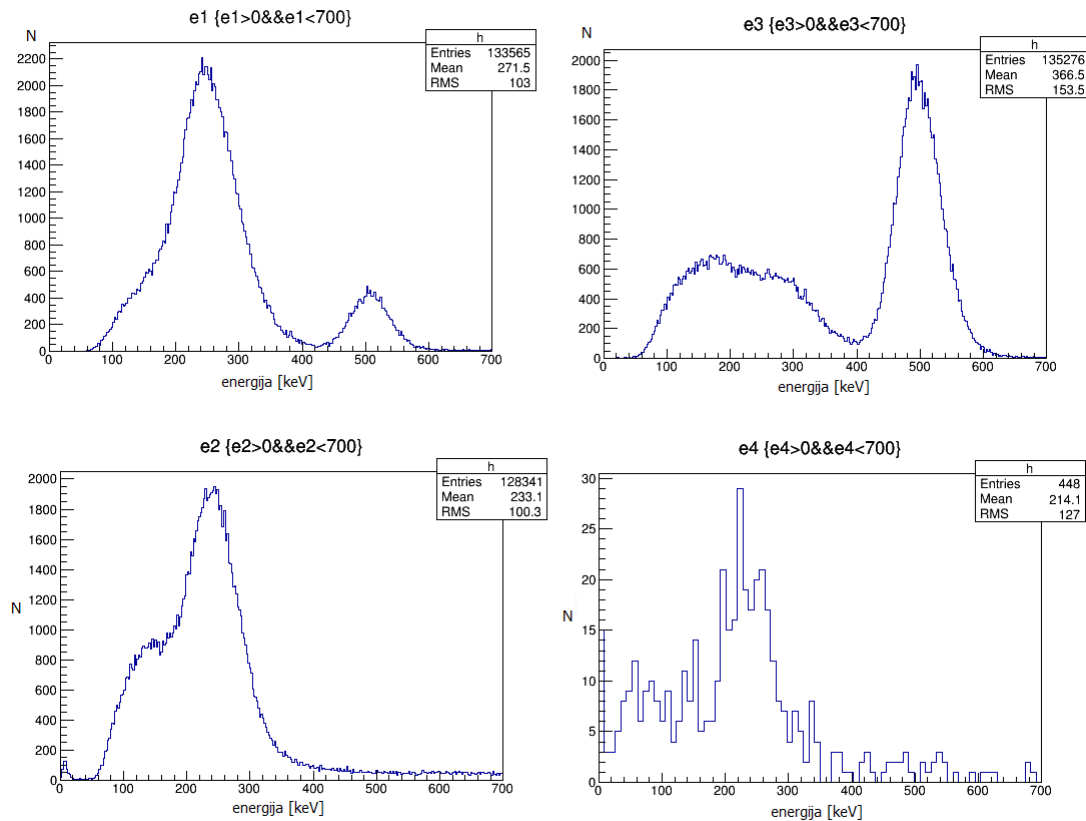 e1 {e1>0&&e1<700}
N
h
Entries 133565
Mean 271.5
RMS 103
2200
2000
1800
1600
1400
1200
1000
800
600
400
200
0
0 100 200 300 400 500 600 700
energija [keV]
e3 {e3>0&&e3<700}
N
h
Entries 135276
Mean 366.5
RMS 153.5
2000
1800
1600
1400
1200
1000
800
600
400
200
0
0 100 200 300 400 500 600 700
energija [keV]
e2 {e2>0&&e2<700}
h
Entries 128341
Mean 233.1
RMS 100.3
2000
1800
1600
1400
1200
N
1000
800
600
400
200
0
0 100 200 300 400 500 600 700
energija [keV]
e4 {e4>0&&e4<700}
h
Entries 448
Mean 214.1
RMS 127
30
25
20
15
N
10
5
0
0 100 200 300 400 500 600 700
energija [keV]